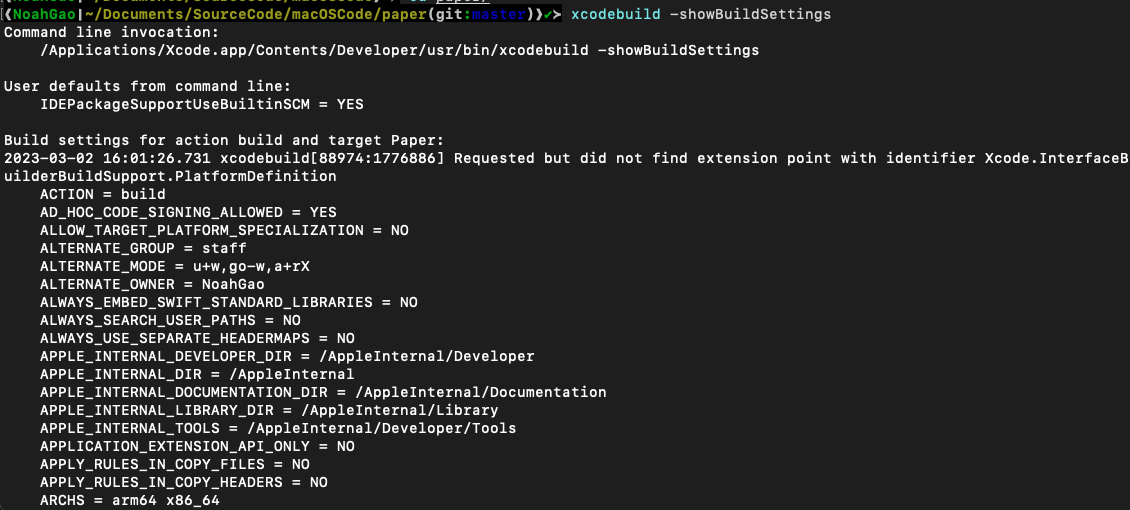 (NoahGao|~/Documents/SourceCode/macOSCode/paper(git:master))✔> xcodebuild -showBuildSettings
Command line invocation:
    /Applications/Xcode.app/Contents/Developer/usr/bin/xcodebuild -showBuildSettings
User defaults from command line:
    IDEPackageSupportUseBuiltinSCM = YES
Build settings for action build and target Paper:
2023-03-02 16:01:26.731 xcodebuild[88974:1776886] Requested but did not find extension point with identifier Xcode.InterfaceB
uilderBuildSupport.PlatformDefinition
    ACTION = build
    AD_HOC_CODE_SIGNING_ALLOWED = YES
    ALLOW_TARGET_PLATFORM_SPECIALIZATION = NO
    ALTERNATE_GROUP = staff
    ALTERNATE_MODE = u+w,go-w,a+rX
    ALTERNATE_OWNER = NoahGao
    ALWAYS_EMBED_SWIFT_STANDARD_LIBRARIES = NO
    ALWAYS_SEARCH_USER_PATHS = NO
    ALWAYS_USE_SEPARATE_HEADERMAPS = NO
    APPLE_INTERNAL_DEVELOPER_DIR = /AppleInternal/Developer
    APPLE_INTERNAL_DIR = /AppleInternal
    APPLE_INTERNAL_DOCUMENTATION_DIR = /AppleInternal/Documentation
    APPLE_INTERNAL_LIBRARY_DIR = /AppleInternal/Library
    APPLE_INTERNAL_TOOLS = /AppleInternal/Developer/Tools
    APPLICATION_EXTENSION_API_ONLY = NO
    APPLY_RULES_IN_COPY_FILES = NO
    APPLY_RULES_IN_COPY_HEADERS = NO
    ARCHS = arm64 x86_64